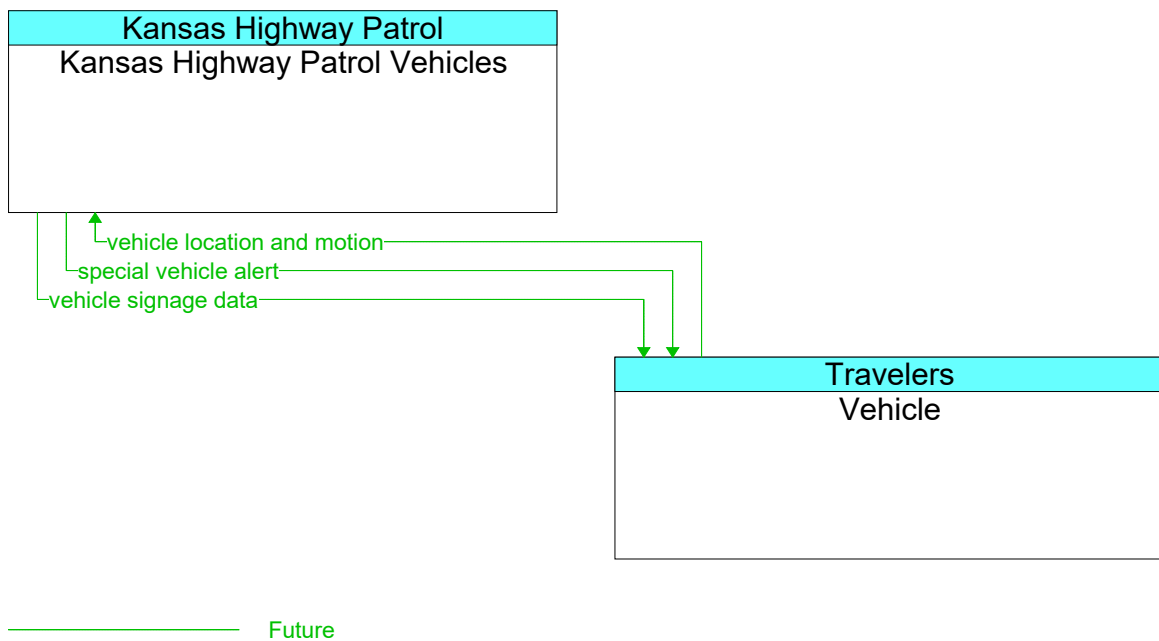 Kansas Highway Patrol
Kansas Highway Patrol Vehicles
vehicle location and motion
special vehicle alert
vehicle signage data
Travelers
Vehicle
Future